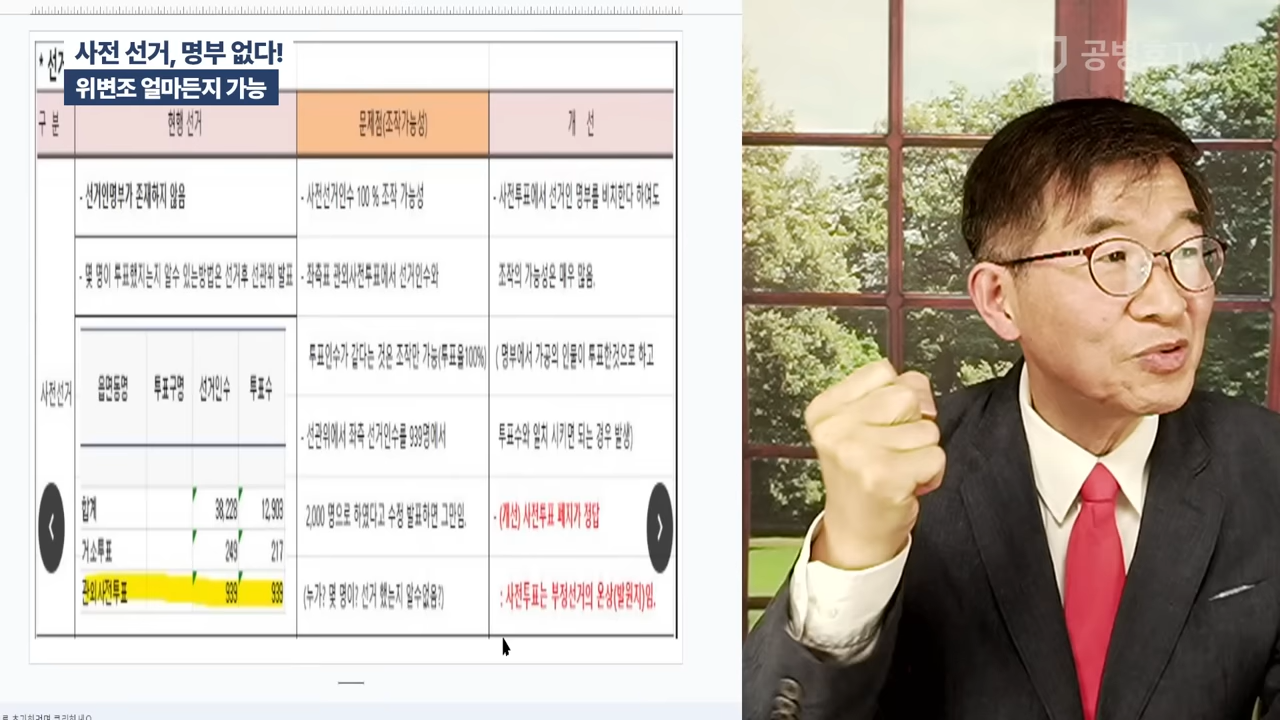 사전 선거, 명부 없다!
위변조 얼마든지 가능
공병호TV
* 선거
구 분
현행 선거
문제점(조작가능성)
개 선
사전선거
- 선거인명부가 존재하지 않음
- 몇 명이 투표했지는지 알수 있는방법은 선거후 선관위 발표
읍면동명 투표구명 선거인수 투표수
합계 38,228 12,903
거소투표 249 217
관외사전투표 939 939
- 사전선거인수 100 % 조작 가능성
- 좌측표 관외사전투표에서 선거인수와
투표인수가 같다는 것은 조작만 가능(투표율100%)
- 선관위에서 좌측 선거인수를 939명에서
2,000 명으로 하였다고 수정 발표하면 그만임.
(누가? 몇 명이? 선거 했는지 알수없음?)
- 사전투표에서 선거인 명부를 비치한다 하여도
조작의 가능성은 매우 많음.
( 명부에서 가공의 인물이 투표한것으로 하고
투표수와 일치 시키면 되는 경우 발생)
- (개선) 사전투표 폐지가 정답
: 사전투표는 부정선거의 온상(발원지)임.